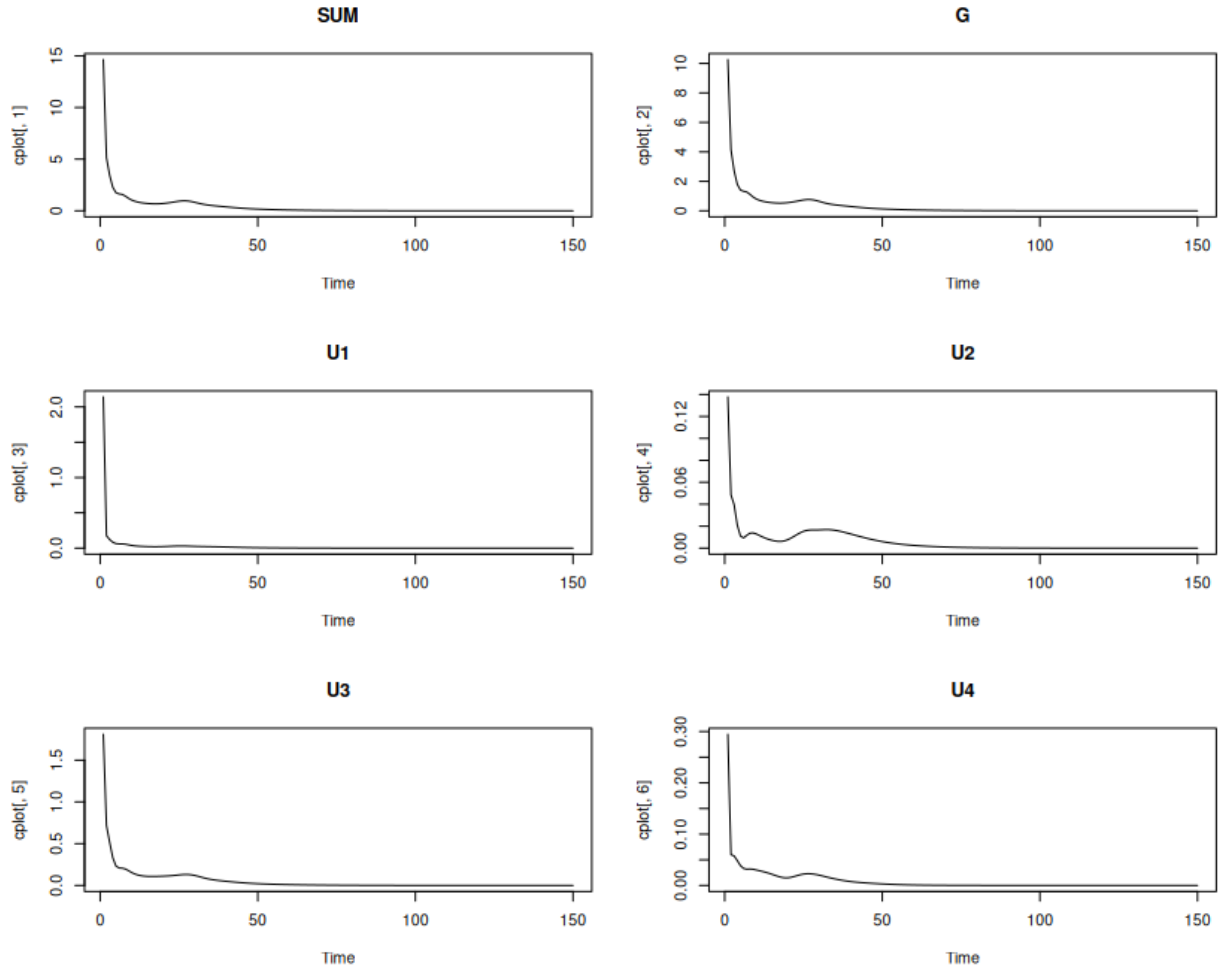 SUM
cplot[, 1]
15
10
5
0
0 50 100 150
Time
G
cplot[, 2]
10
8
6
4
2
0
0 50 100 150
Time
U1
cplot[, 3]
2.0
1.0
0.0
0 50 100 150
Time
U2
cplot[, 4]
0.12
0.06
0.00
0 50 100 150
Time
U3
cplot[, 5]
1.5
1.0
0.5
0.0
0 50 100 150
Time
U4
cplot[, 6]
0.30
0.20
0.10
0.00
0 50 100 150
Time